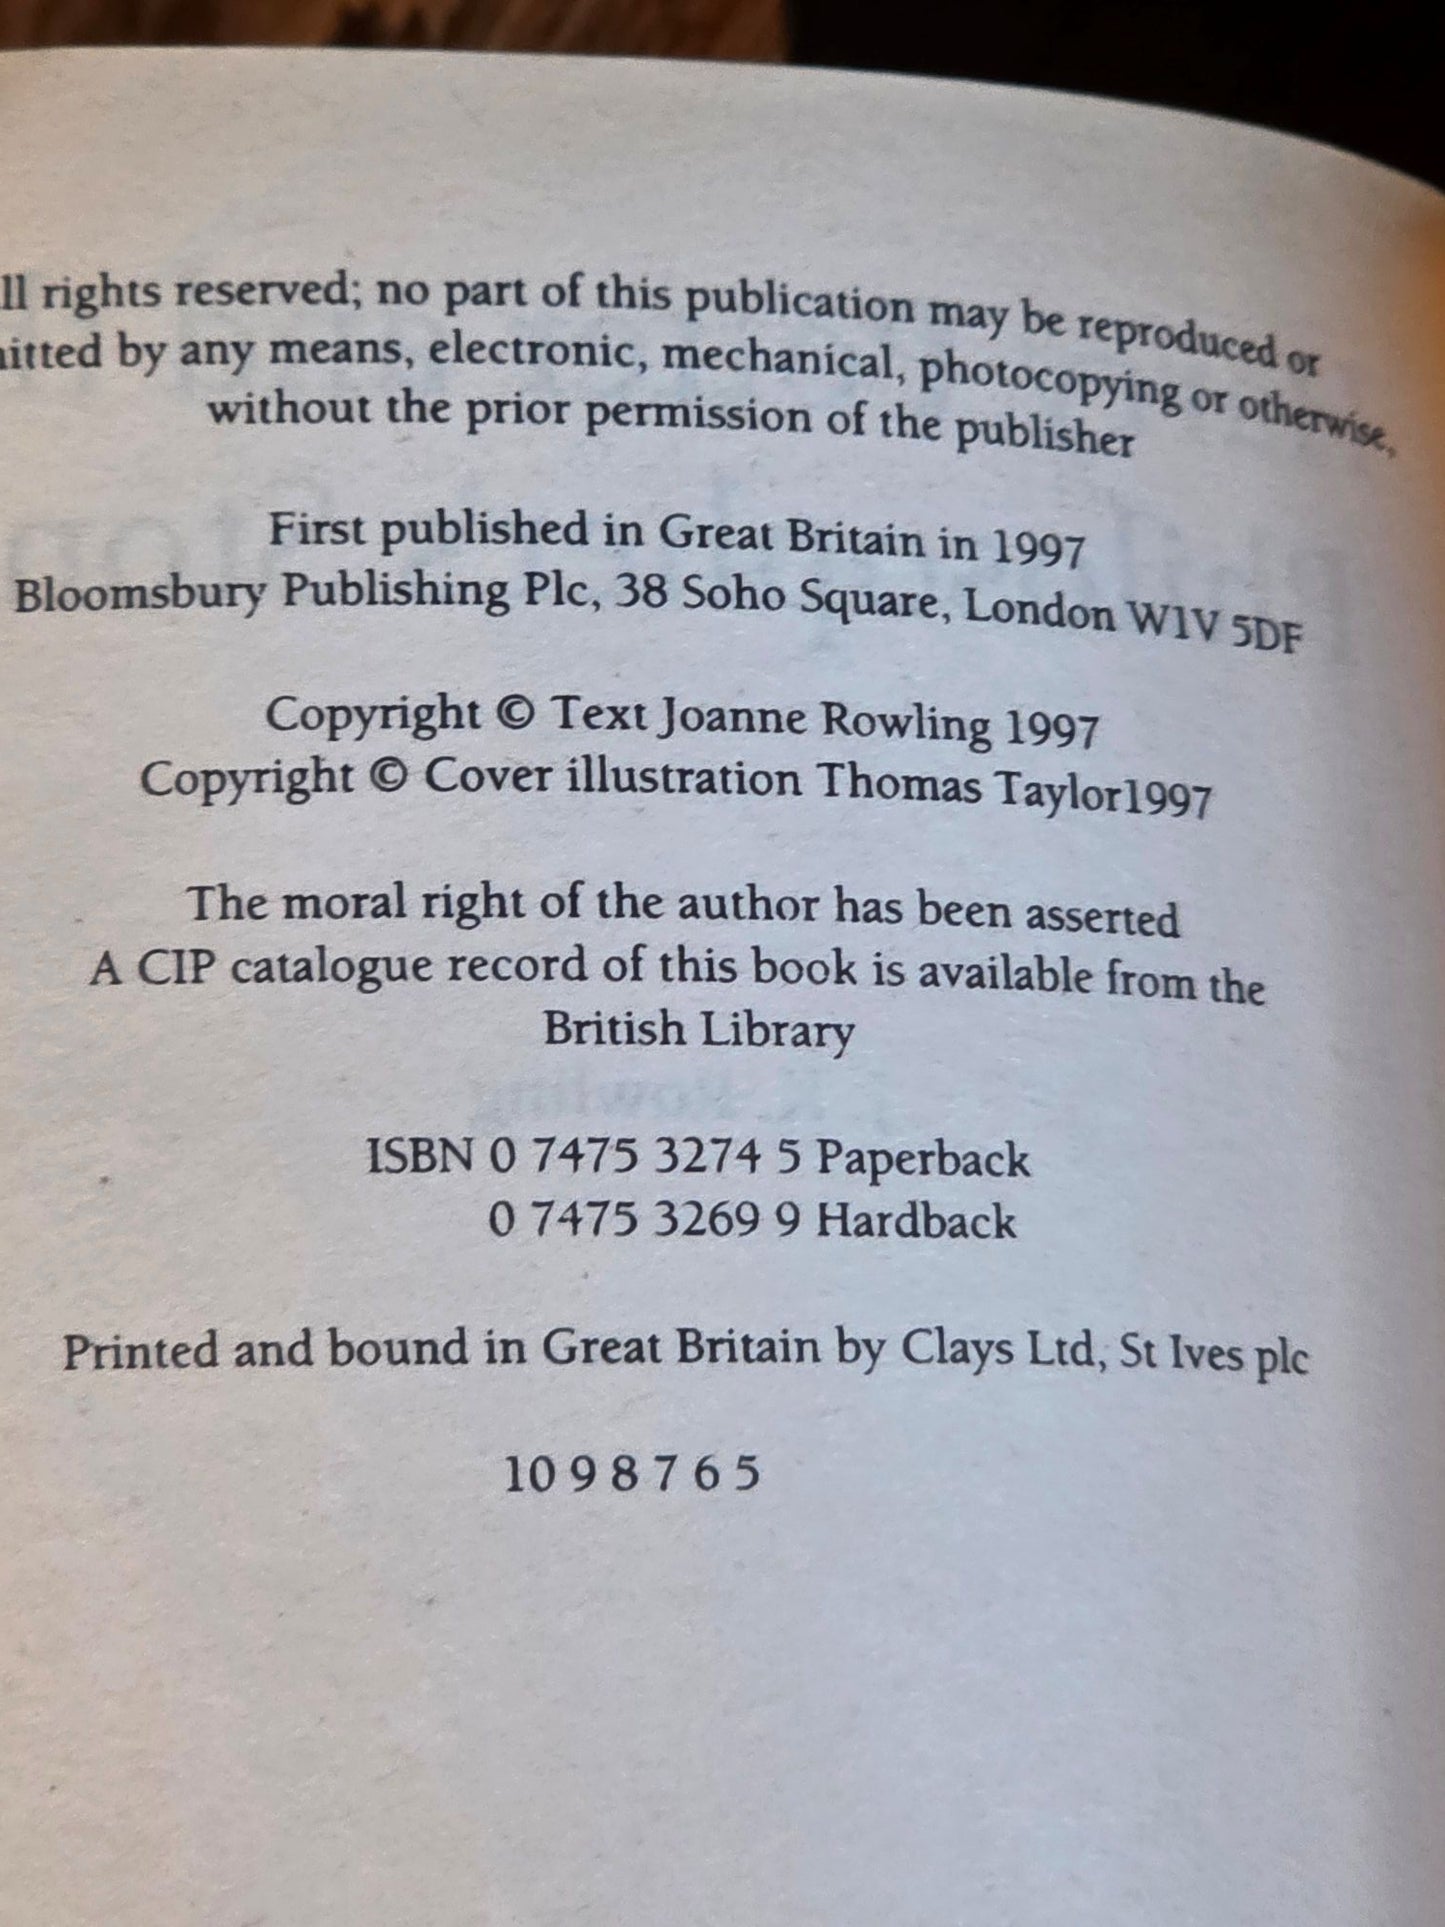 ll rights reserved; no part of this publication may be reproduced or
itted by any means, electronic, mechanical, photocopying or otherwise,
without the prior permission of the publisher
First published in Great Britain in 1997
Bloomsbury Publishing Plc, 38 Soho Square, London W1V 5DF
Copyright © Text Joanne Rowling 1997
Copyright © Cover illustration Thomas Taylor1997
The moral right of the author has been asserted
A CIP catalogue record of this book is available from the
British Library
ISBN 0 7475 3274 5 Paperback
0 7475 3269 9 Hardback
Printed and bound in Great Britain by Clays Ltd, St Ives plc
10 9 8 7 6 5